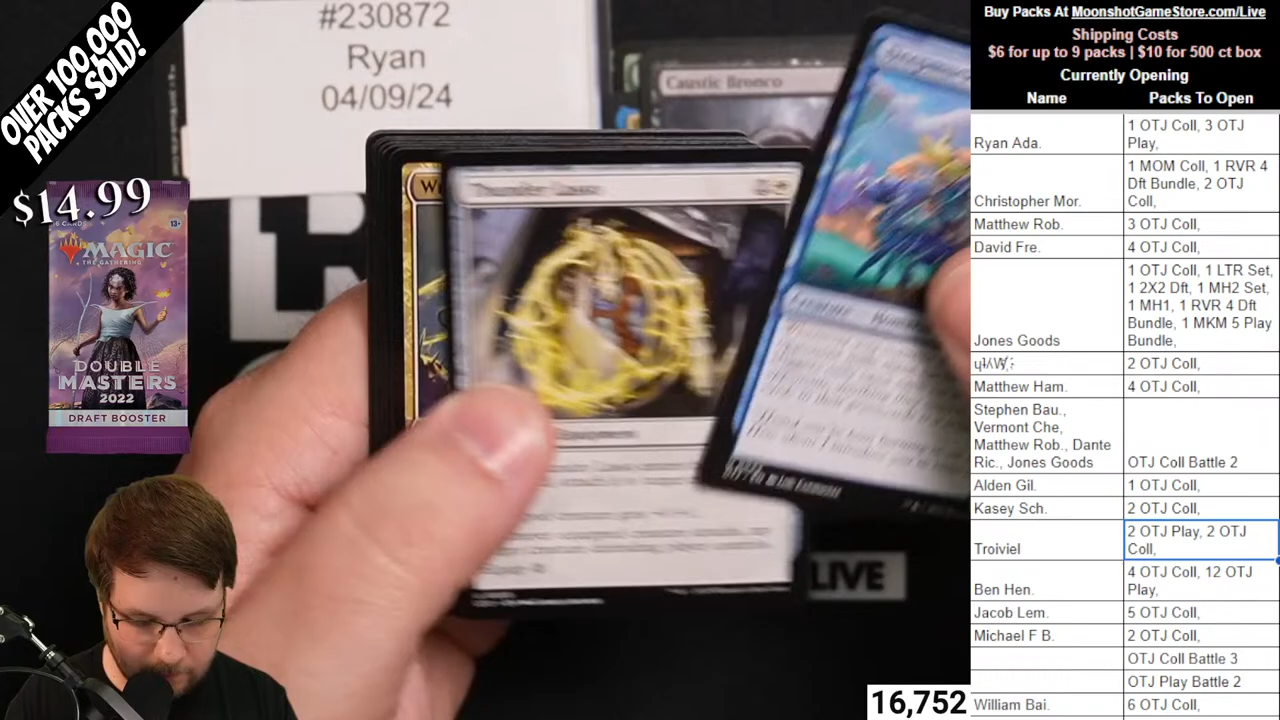 OVER 100,000
PACKS SOLD!
$14.99
MAGIC
THE GATHERING
13+
DOUBLE
MASTERS
2022
DRAFT BOOSTER
#230872
Ryan
04/09/24
Caustic Bronco
Thunder Lasso
Creature
LIVE
16,752
Buy Packs At MoonshotGameStore.com/Live
Shipping Costs
$6 for up to 9 packs | $10 for 500 ct box
Currently Opening
Name Packs To Open
Ryan Ada. 1 OTJ Coll, 3 OTJ
Play,
Christopher Mor. 1 MOM Coll, 1 RVR 4
Dft Bundle, 2 OTJ
Coll,
Matthew Rob. 3 OTJ Coll,
David Fre. 4 OTJ Coll,
Jones Goods 1 OTJ Coll, 1 LTR Set,
1 2X2 Dft, 1 MH2 Set,
1 MH1, 1 RVR 4 Dft
Bundle, 1 MKM 5 Play
Bundle,
2 OTJ Coll,
Matthew Ham. 4 OTJ Coll,
Stephen Bau.,
Vermont Che,
Matthew Rob., Dante
Ric., Jones Goods OTJ Coll Battle 2
Alden Gil. 1 OTJ Coll,
Kasey Sch. 2 OTJ Coll,
Troiviel 2 OTJ Play, 2 OTJ
Coll,
Ben Hen. 4 OTJ Coll, 12 OTJ
Play,
Jacob Lem. 5 OTJ Coll,
Michael F B. 2 OTJ Coll,
OTJ Coll Battle 3
OTJ Play Battle 2
William Bai. 6 OTJ Coll,